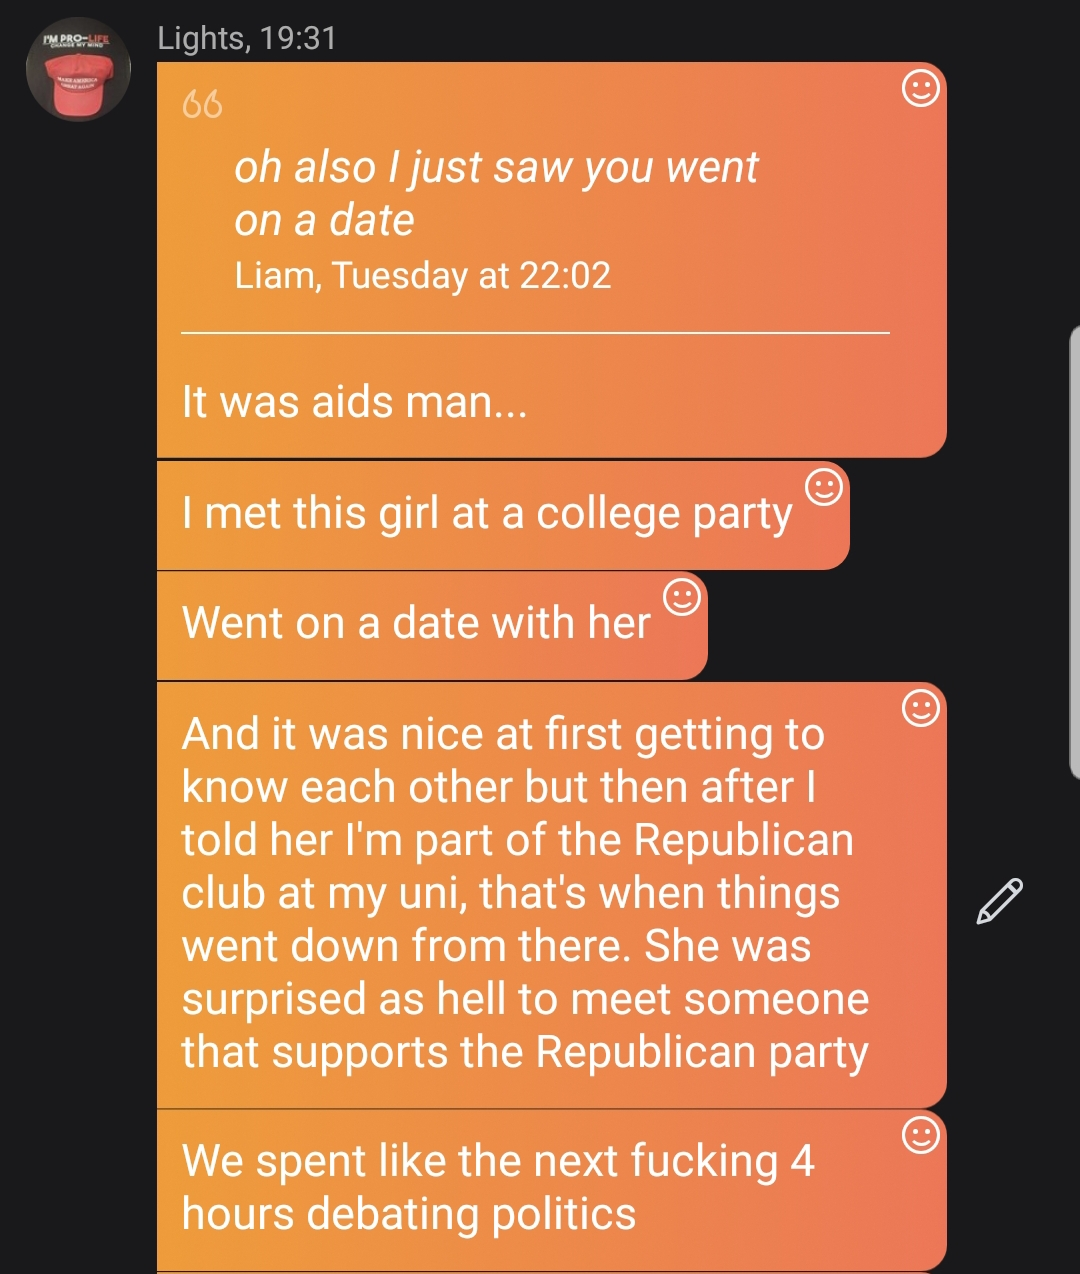 I'M PRO-LIFE
CHANGE MY MIND
MAKE AMERICA
GREAT AGAIN
Lights, 19:31
oh also I just saw you went
on a date
Liam, Tuesday at 22:02
It was aids man...
I met this girl at a college party
Went on a date with her
And it was nice at first getting to
know each other but then after I
told her I'm part of the Republican
club at my uni, that's when things
went down from there. She was
surprised as hell to meet someone
that supports the Republican party
We spent like the next fucking 4
hours debating politics